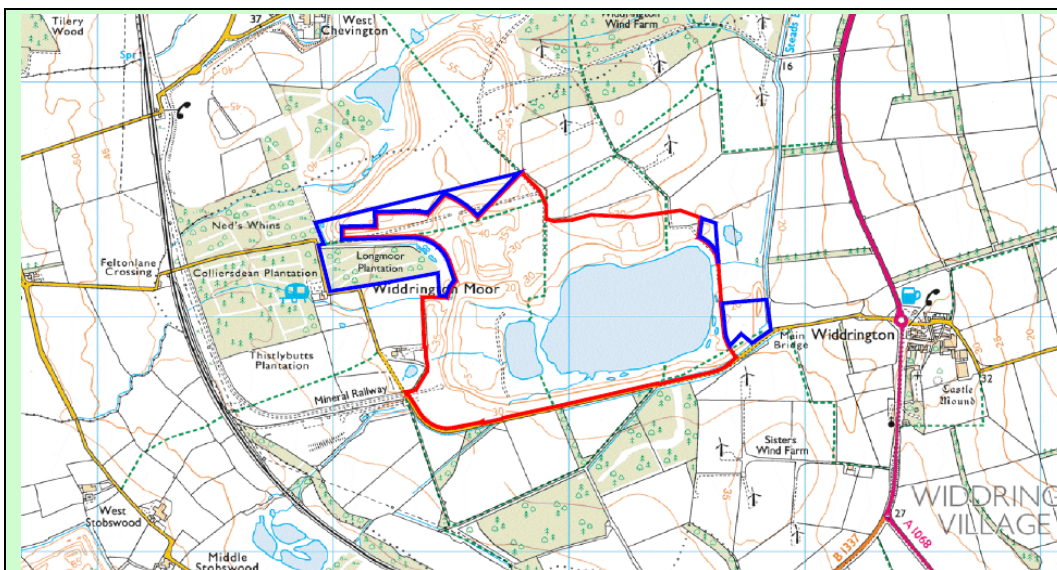 Tilery
Wood
37
West
Chevington
Widdrington
Wind Farm
Steads B
16
Spr
Ned's Whins
Feltonlane
Crossing
Colliersdean Plantation
Longmoor
Plantation
Widdrington Moor
Thistlybutts
Plantation
Mineral Railway
Main
Bridge
Widdrington
32
Castle
Mound
Sisters
Wind Farm
West
Stobswood
Middle
Stobswood
27
WIDDRING
VILLAGE
B 1337
A 1068